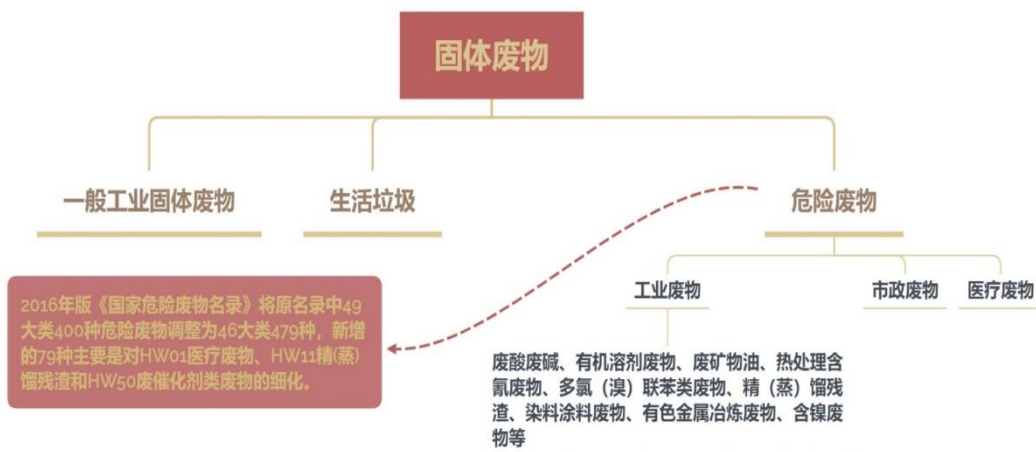 固体废物
一般工业固体废物
生活垃圾
危险废物
2016年版《国家危险废物名录》将原名录中49
大类400种危险废物调整为46大类479种，新增
的79种主要是对HW01医疗废物、HW11精(蒸)
馏残渣和HW50废催化剂类废物的细化。
工业废物
市政废物
医疗废物
废酸废碱、有机溶剂废物、废矿物油、热处理含
氰废物、多氯（溴）联苯类废物、精（蒸）馏残
渣、染料涂料废物、有色金属冶炼废物、含镍废
物等